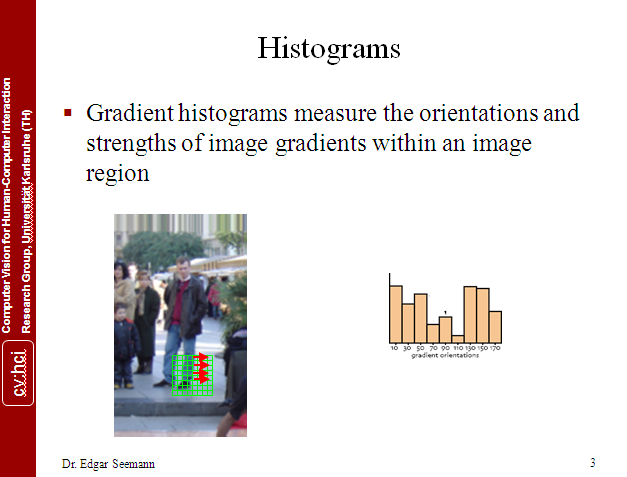 Histograms
Gradient histograms measure the orientations and
strengths of image gradients within an image
region
10 30 50 70 90 110 130 150 170
gradient orientations
Computer Vision for Human-Computer Interaction
Research Group, Universität Karlsruhe (TH)
cv:hci
Dr. Edgar Seemann
3